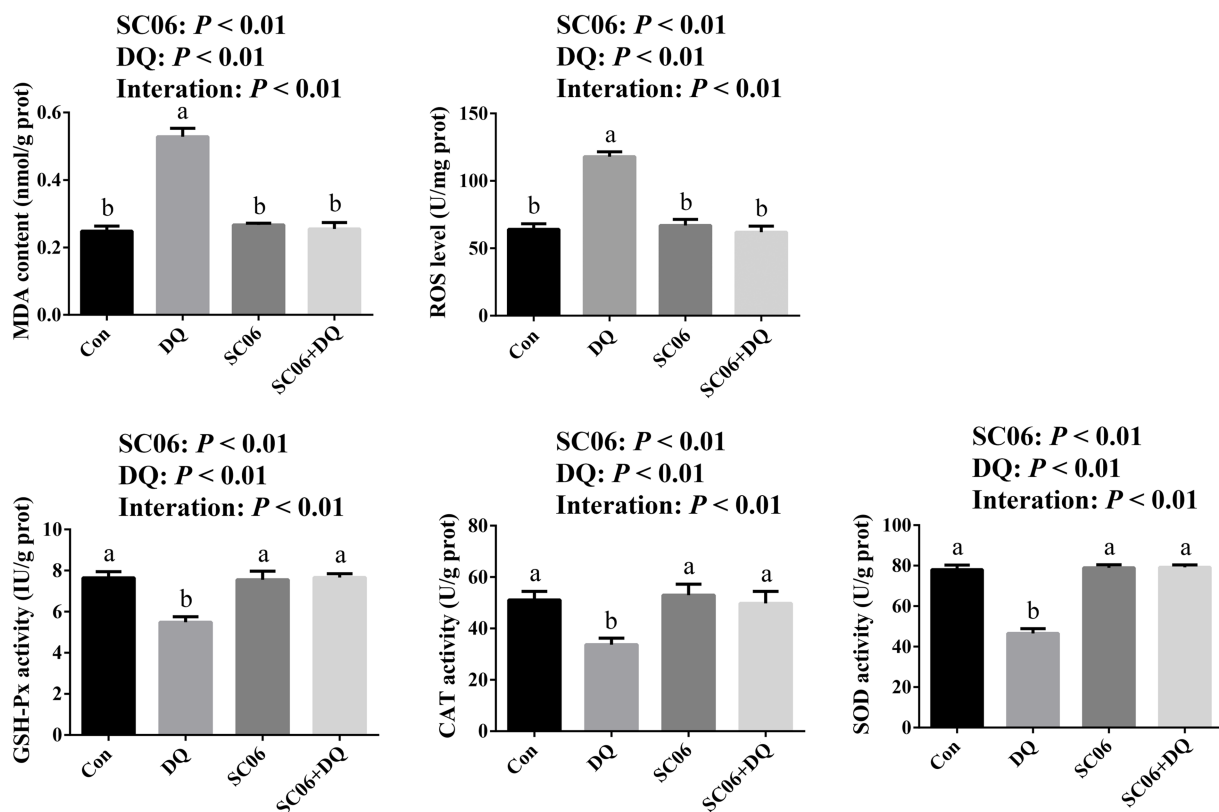 SC06: P < 0.01
DQ: P < 0.01
Interation: P < 0.01
MDA content (nmol/g prot)
0.6
0.4
0.2
0.0
a
b
b
b
Con
DQ
SC06
SC06+DQ
SC06: P < 0.01
DQ: P < 0.01
Interation: P < 0.01
ROS level (U/mg prot)
150
100
50
0
b
a
b
b
Con
DQ
SC06
SC06+DQ
SC06: P < 0.01
DQ: P < 0.01
Interation: P < 0.01
GSH-Px activity (IU/g prot)
10
8
6
4
2
0
a
b
a
a
Con
DQ
SC06
SC06+DQ
SC06: P < 0.01
DQ: P < 0.01
Interation: P < 0.01
CAT activity (U/g prot)
80
60
40
20
0
a
b
a
a
Con
DQ
SC06
SC06+DQ
SC06: P < 0.01
DQ: P < 0.01
Interation: P < 0.01
SOD activity (U/g prot)
100
80
60
40
20
0
a
b
a
a
Con
DQ
SC06
SC06+DQ